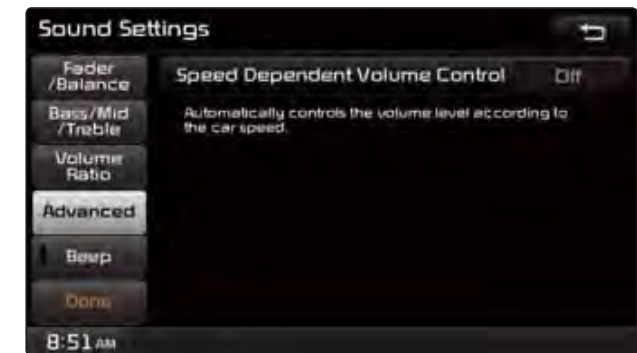 Sound Settings
Fader
/Balance
Speed Dependent Volume Control Off
Bass/Mid
/Treble
Automatically controls the volume level according to
the car speed.
Volume
Ratio
Advanced
Beep
Done
8:51 AM